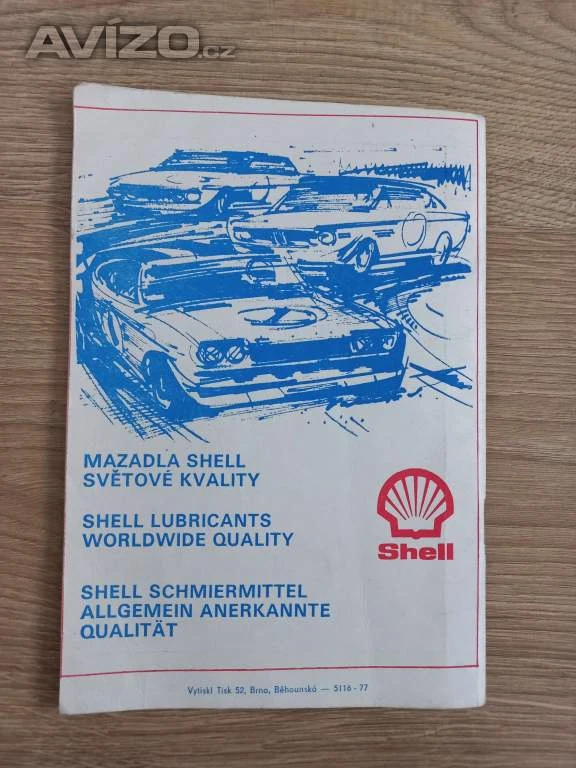 AVÍZO.cz
MAZADLA SHELL
SVĚTOVÉ KVALITY
SHELL LUBRICANTS
WORLDWIDE QUALITY
Shell
SHELL SCHMIERMITTEL
ALLGEMEIN ANERKANNTE
QUALITÄT
Vytiskl Tisk 52, Brno, Běhounská — 5116 - 77